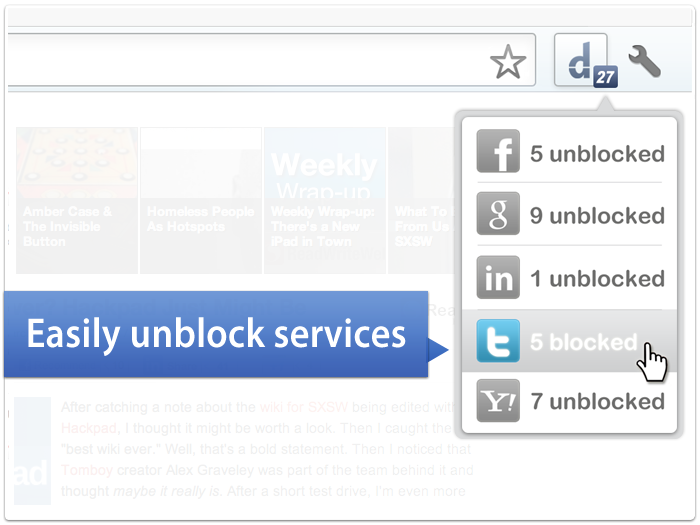 d 27
f 5 unblocked
g 9 unblocked
in 1 unblocked
t 5 blocked
Y! 7 unblocked
Easily unblock services
Weekly
Wrap-up
Amber Case &
The Invisible
Button
Homeless People
As Hotspots
Weekly Wrap-up:
There's a New
iPad in Town
What To
From Us
SXSW
Rea
After catching a note about the wiki for SXSW being edited with
Hackpad, I thought it might be worth a look. Then I caught the
"best wiki ever." Well, that's a bold statement. Then I noticed that
Tomboy creator Alex Graveley was part of the team behind it and
thought maybe it really is. After a short test drive, I'm even more
ad